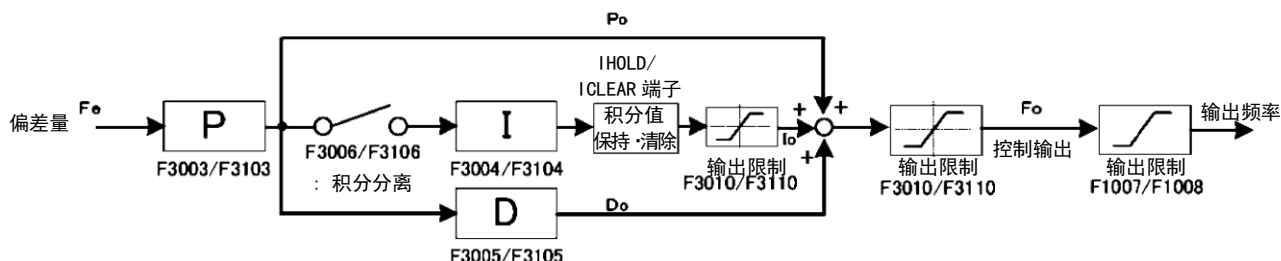 Po
IHOLD/
ICLEAR 端子
偏差量
Fe
P
F3003/F3103
F3006/F3106
: 积分分离
I
F3004/F3104
积分值
保持·清除
+
Io
输出限制
F3010/F3110
+
+
输出限制
F3010/F3110
Fo
控制输出
输出限制
F1007/F1008
输出频率
D
Do
F3005/F3105